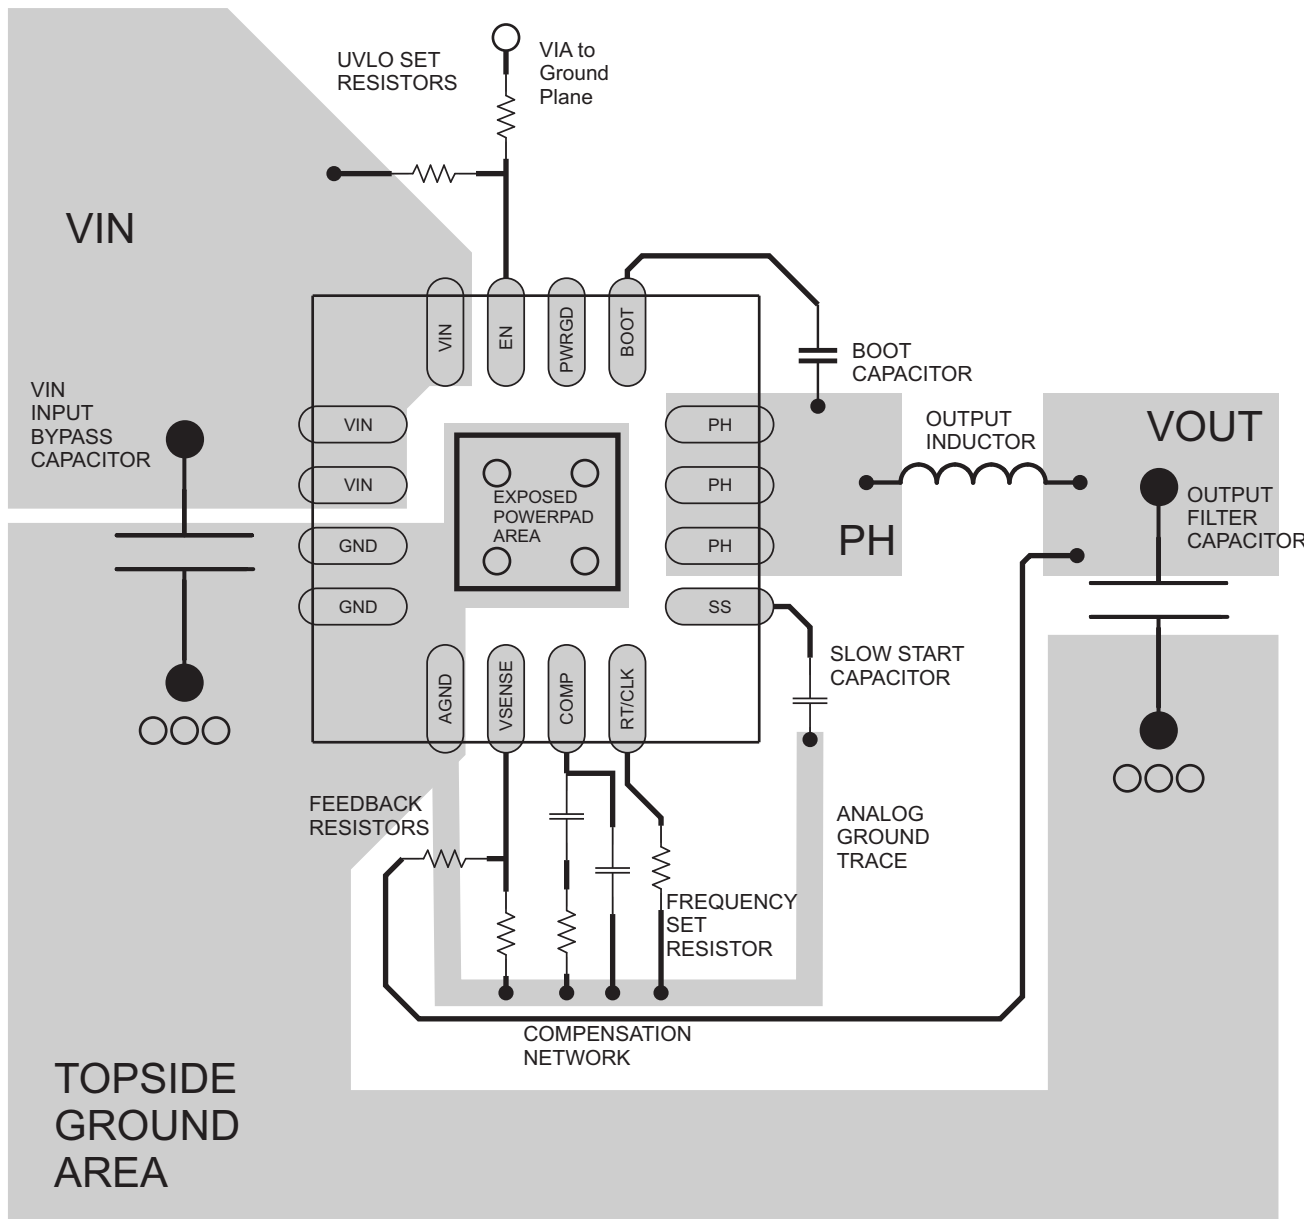 UVLO SET
RESISTORS
VIA to
Ground
Plane
VIN
VIN
EN
PWRGD
BOOT
BOOT
CAPACITOR
VIN
INPUT
BYPASS
CAPACITOR
VIN
VIN
GND
GND
EXPOSED
POWERPAD
AREA
PH
PH
PH
SS
PH
OUTPUT
INDUCTOR
VOUT
OUTPUT
FILTER
CAPACITOR
AGND
VSENSE
COMP
RT/CLK
SLOW START
CAPACITOR
FEEDBACK
RESISTORS
ANALOG
GROUND
TRACE
FREQUENCY
SET
RESISTOR
COMPENSATION
NETWORK
TOPSIDE
GROUND
AREA